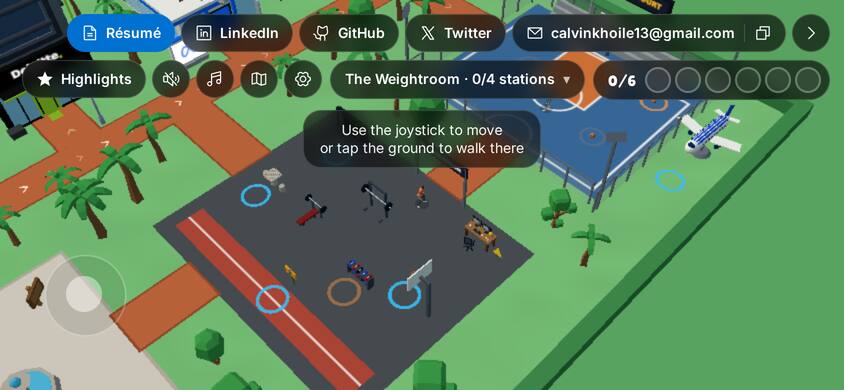 Résumé
LinkedIn
GitHub
Twitter
calvinkhoile13@gmail.com
Highlights
The Weightroom · 0/4 stations
0/6
Use the joystick to move
or tap the ground to walk there